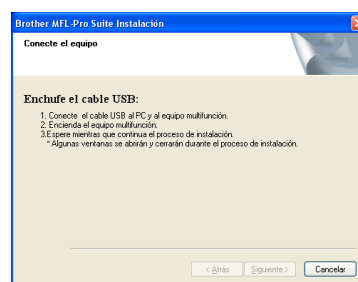 Brother MFL-Pro Suite Instalación
Conecte el equipo
Enchufe el cable USB:
1. Conecte el cable USB al PC y al equipo multifunción.
2. Encienda el equipo multifunción.
3.Espere mientras que continua el proceso de instalación.
*Algunas ventanas se abrirán y cerrarán durante el proceso de instalación.
< Atrás
Siguiente >
Cancelar